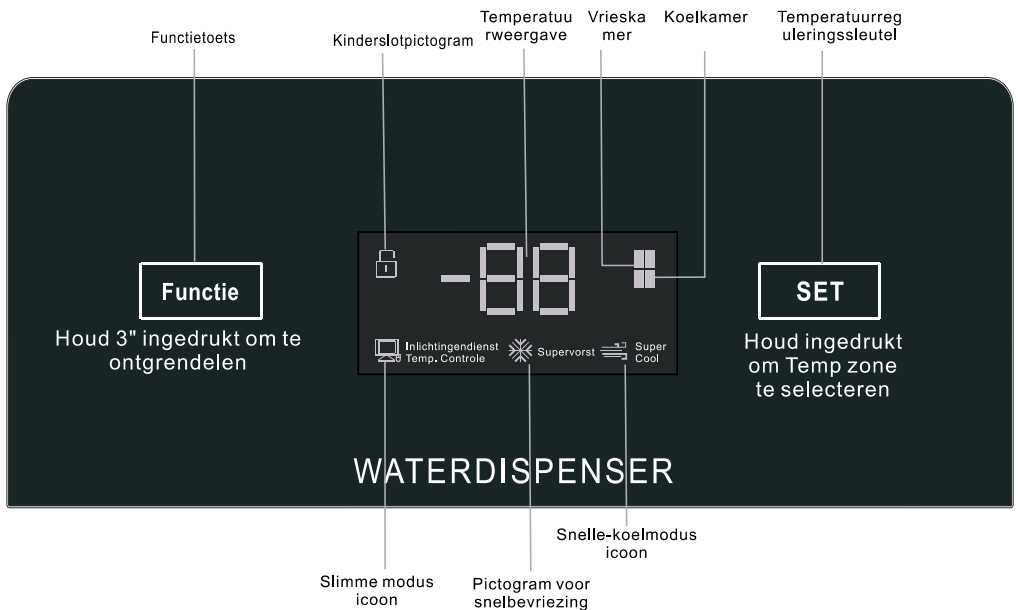 Functietoets
Kinderslotpictogram
Temperatuu
rweergave
Vrieska
mer
Koelkamer
Temperatuurreg
uleringssleutel
Functie
Houd 3" ingedrukt om te
ontgrendelen
-88
Inlichtingendienst
Temp. Controle
Supervorst
Super
Cool
SET
Houd ingedrukt
om Temp zone
te selecteren
WATERDISPENSER
Slimme modus
icoon
Pictogram voor
snelbevriezing
Snelle-koelmodus
icoon